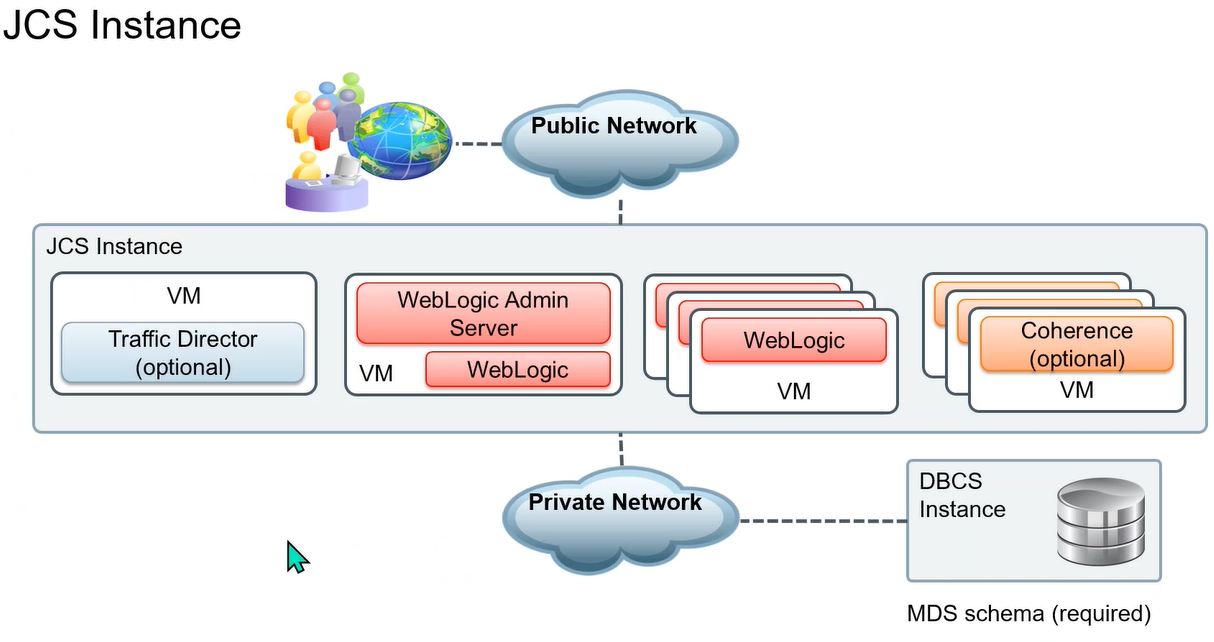 JCS Instance
Public Network
JCS Instance
VM
Traffic Director
(optional)
WebLogic Admin
Server
VM
WebLogic
WebLogic
VM
Coherence
(optional)
VM
Private Network
DBCS
Instance
MDS schema (required)